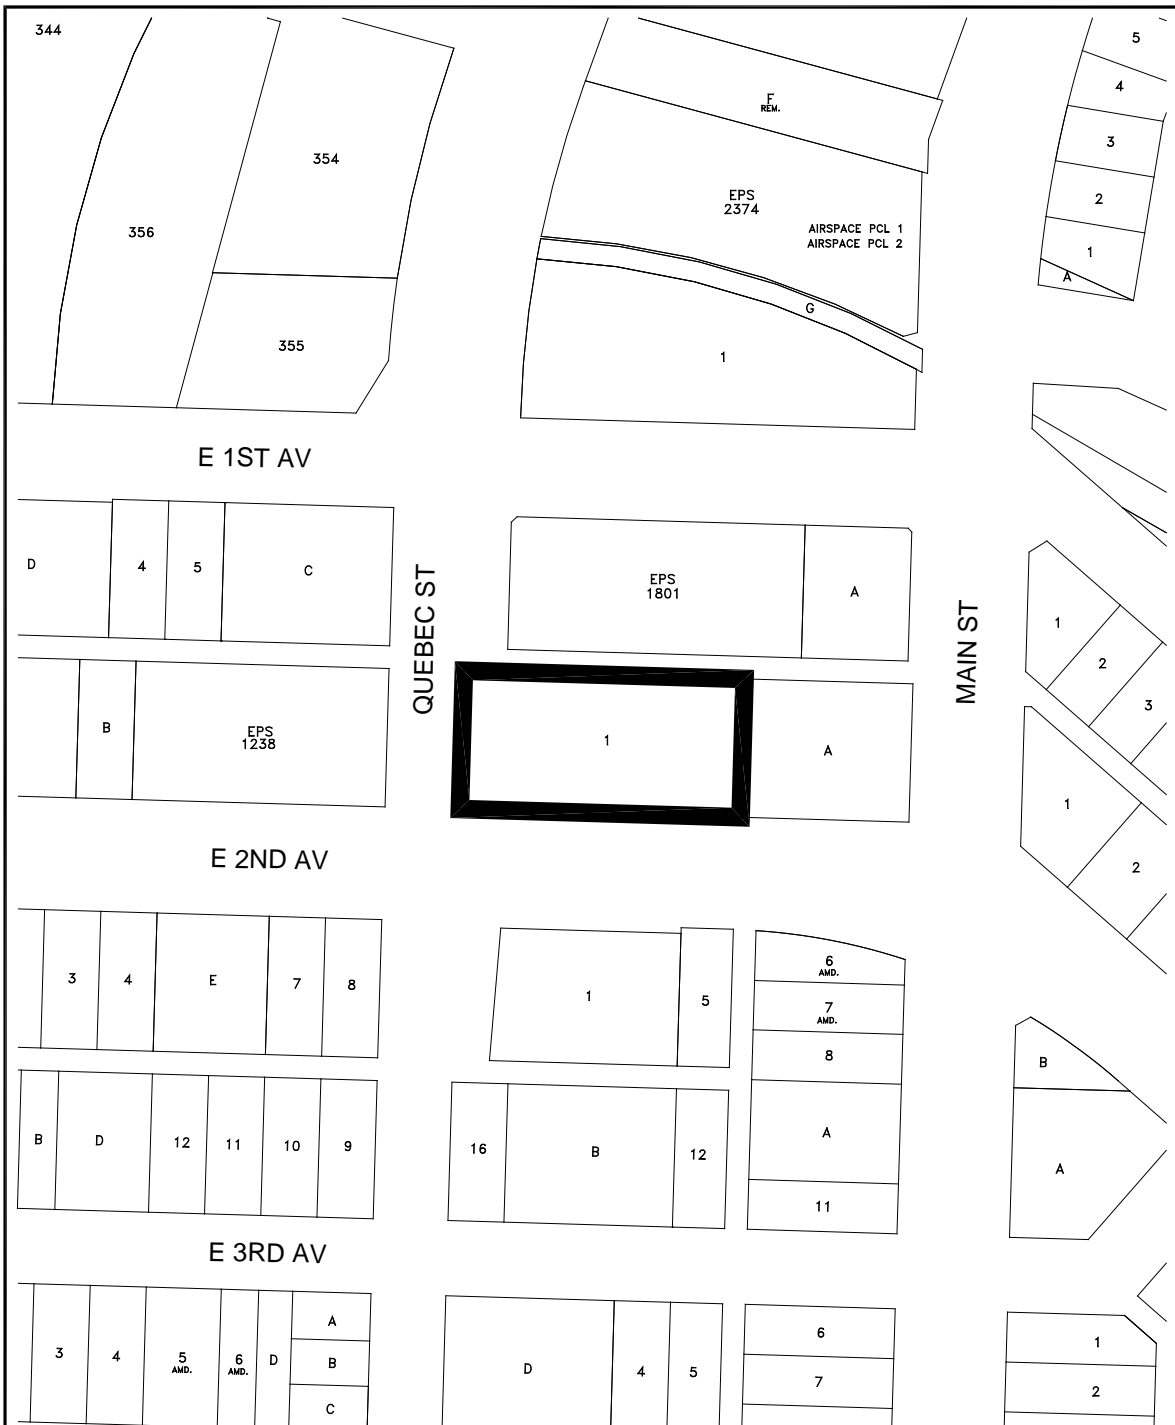 344
5
4
F
REM.
3
354
EPS
2374
2
356
AIRSPACE PCL 1
AIRSPACE PCL 2
1
A
G
355
1
E 1ST AV
D
4
5
C
QUEBEC ST
EPS
1801
A
MAIN ST
1
2
3
B
EPS
1238
1
A
1
2
E 2ND AV
3
4
E
7
8
1
5
6
AMD.
7
AMD.
8
B
B
D
12
11
10
9
16
B
12
A
A
11
E 3RD AV
3
4
5
AMD.
6
AMD.
D
A
B
C
D
4
5
6
7
1
2